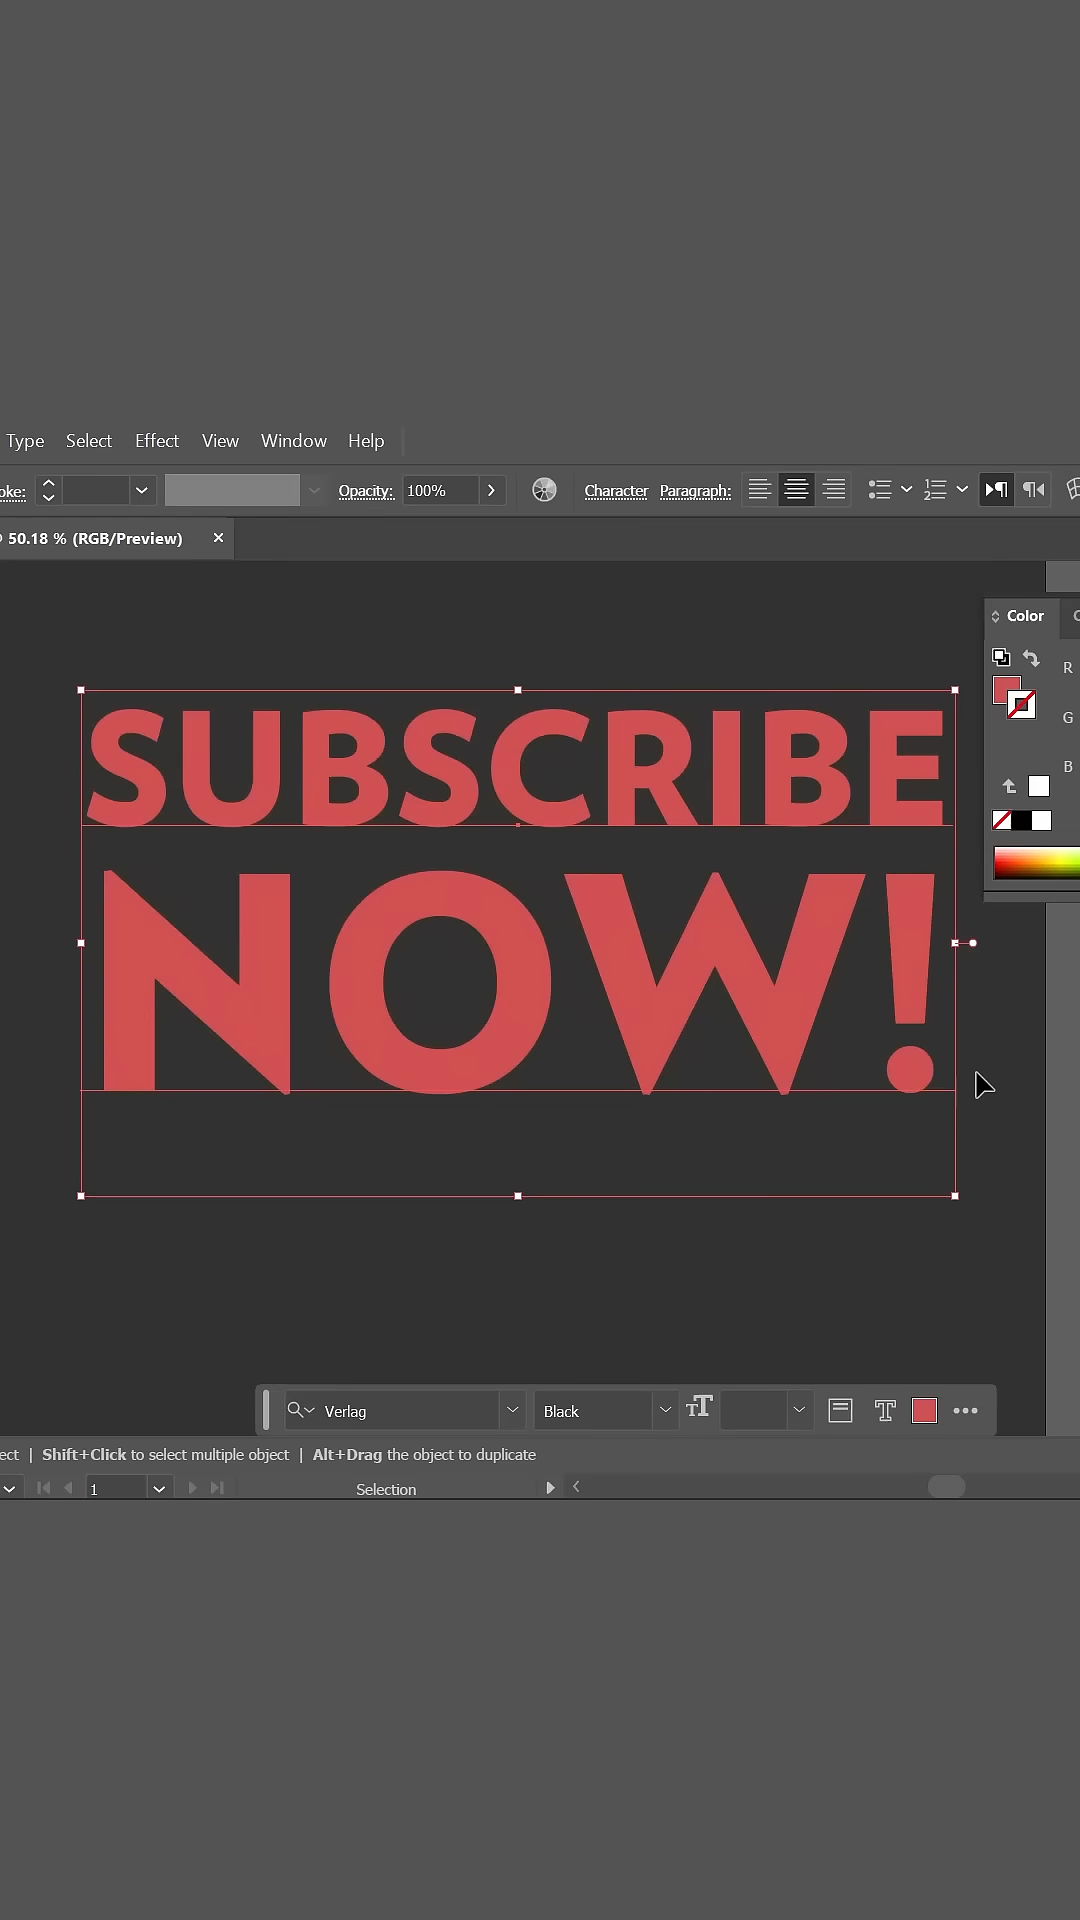 Type Select Effect View Window Help
oke: Opacity: 100% Character Paragraph:
50.18 % (RGB/Preview) ×
Color
R
G
B
SUBSCRIBE
NOW!
Verlag Black
ect | Shift+Click to select multiple object | Alt+Drag the object to duplicate
1 Selection